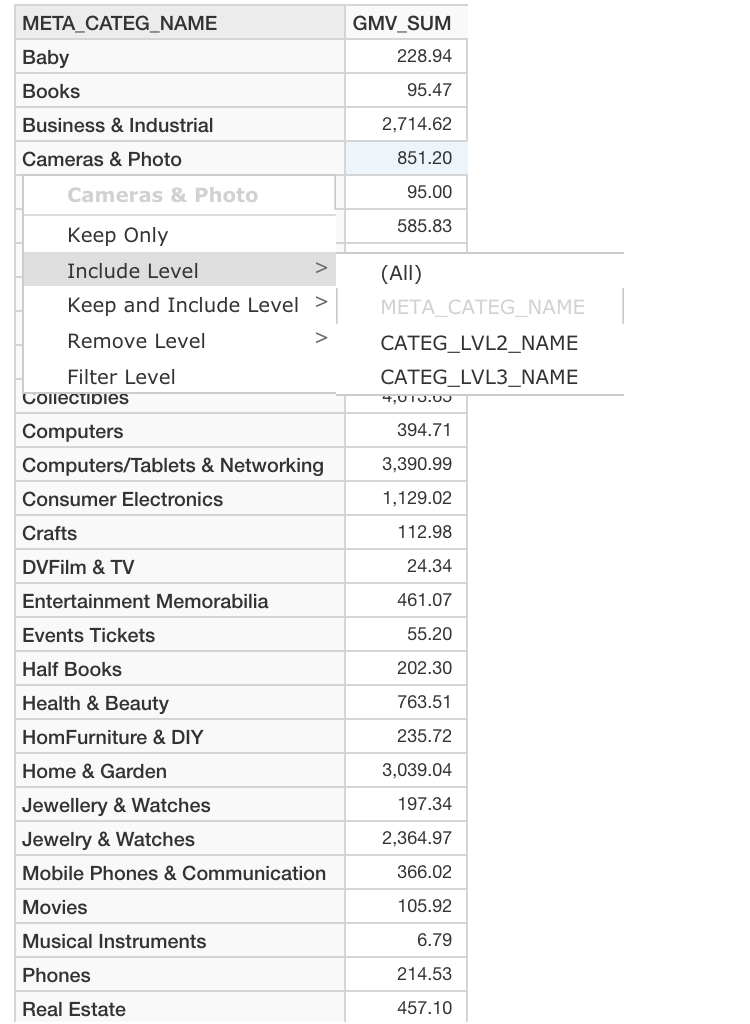 META_CATEG_NAME GMV_SUM
Baby 228.94
Books 95.47
Business & Industrial 2,714.62
Cameras & Photo 851.20
Cameras & Photo 95.00
Keep Only 585.83
Include Level > (All)
Keep and Include Level > META_CATEG_NAME
Remove Level > CATEG_LVL2_NAME
Filter Level CATEG_LVL3_NAME
Collectibles 4,613.65
Computers 394.71
Computers/Tablets & Networking 3,390.99
Consumer Electronics 1,129.02
Crafts 112.98
DVFilm & TV 24.34
Entertainment Memorabilia 461.07
Events Tickets 55.20
Half Books 202.30
Health & Beauty 763.51
HomFurniture & DIY 235.72
Home & Garden 3,039.04
Jewellery & Watches 197.34
Jewelry & Watches 2,364.97
Mobile Phones & Communication 366.02
Movies 105.92
Musical Instruments 6.79
Phones 214.53
Real Estate 457.10